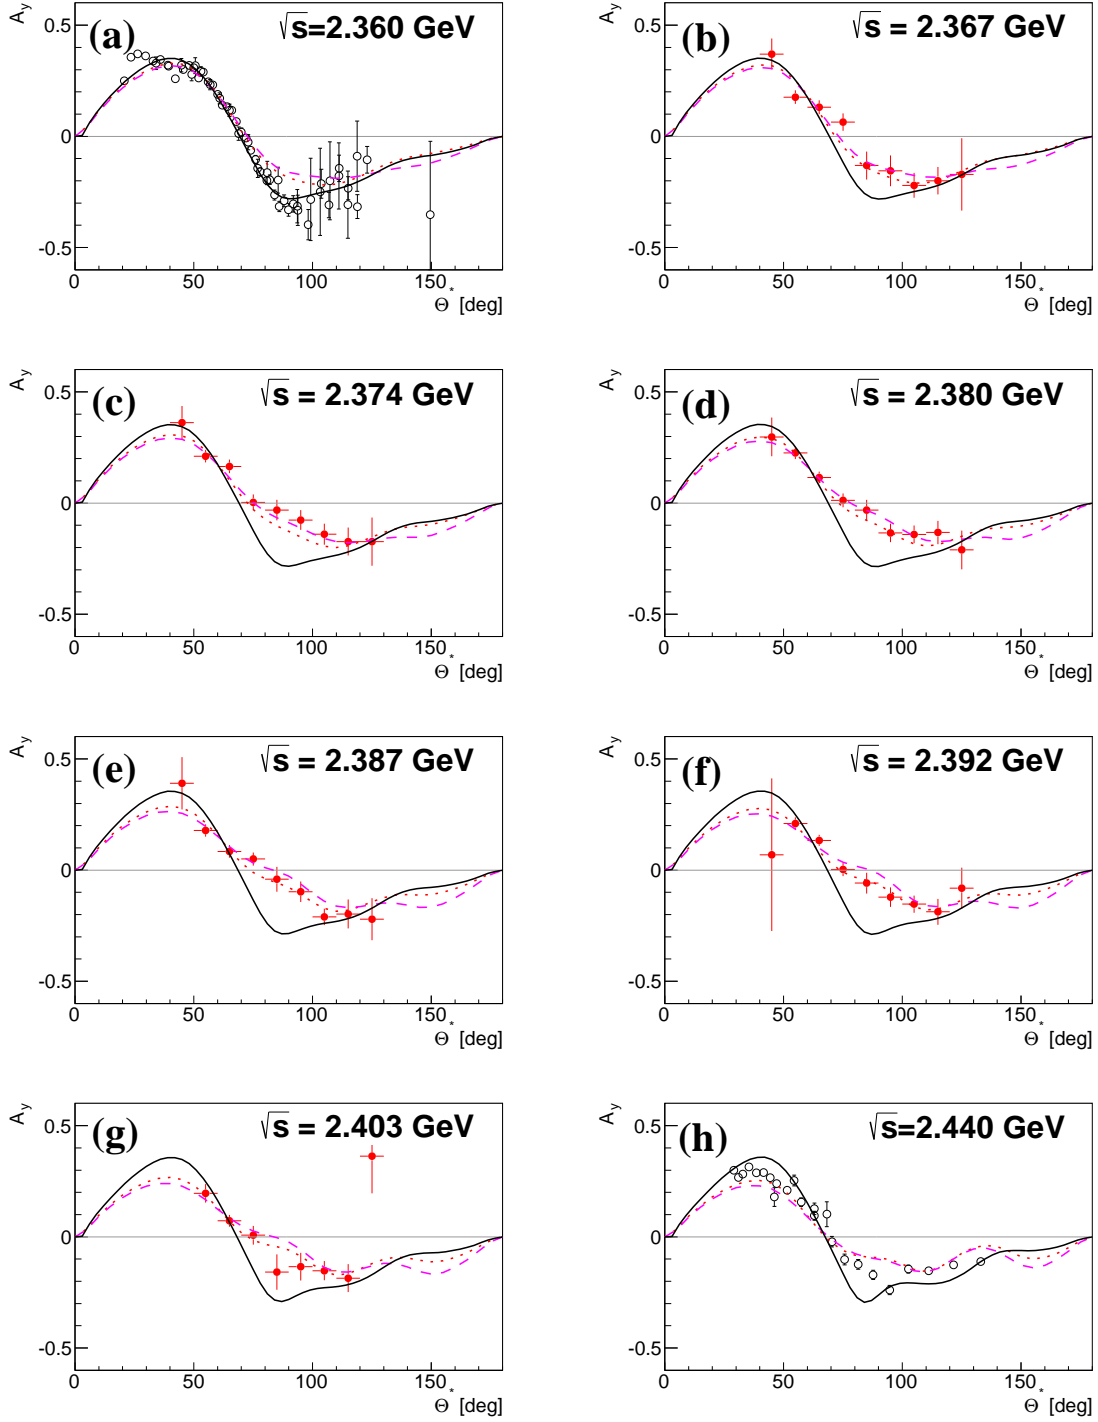 A_y
0.5
0
-0.5
(a)
√s=2.360 GeV
0 50 100 150
Θ* [deg]
A_y
0.5
0
-0.5
(b)
√s = 2.367 GeV
0 50 100 150
Θ* [deg]
A_y
0.5
0
-0.5
(c)
√s = 2.374 GeV
0 50 100 150
Θ* [deg]
A_y
0.5
0
-0.5
(d)
√s = 2.380 GeV
0 50 100 150
Θ* [deg]
A_y
0.5
0
-0.5
(e)
√s = 2.387 GeV
0 50 100 150
Θ* [deg]
A_y
0.5
0
-0.5
(f)
√s = 2.392 GeV
0 50 100 150
Θ* [deg]
A_y
0.5
0
-0.5
(g)
√s = 2.403 GeV
0 50 100 150
Θ* [deg]
A_y
0.5
0
-0.5
(h)
√s=2.440 GeV
0 50 100 150
Θ* [deg]